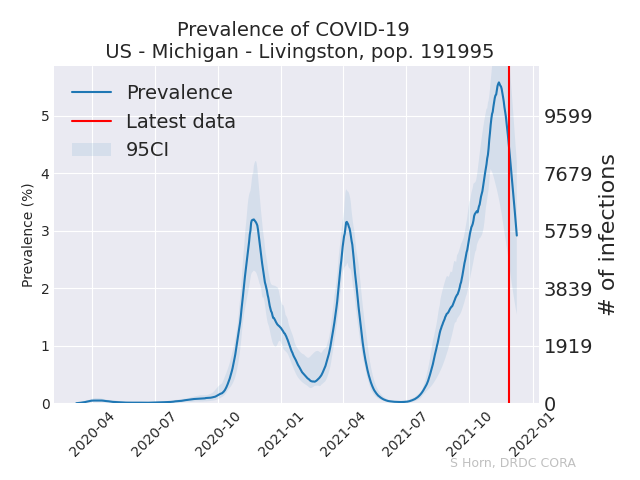 Prevalence of COVID-19
US - Michigan - Livingston, pop. 191995
Prevalence
Latest data
95CI
Prevalence (%)
5
4
3
2
1
0
9599
7679
5759
3839
1919
0
# of infections
2020-04
2020-07
2020-10
2021-01
2021-04
2021-07
2021-10
2022-01
S Horn, DRDC CORA